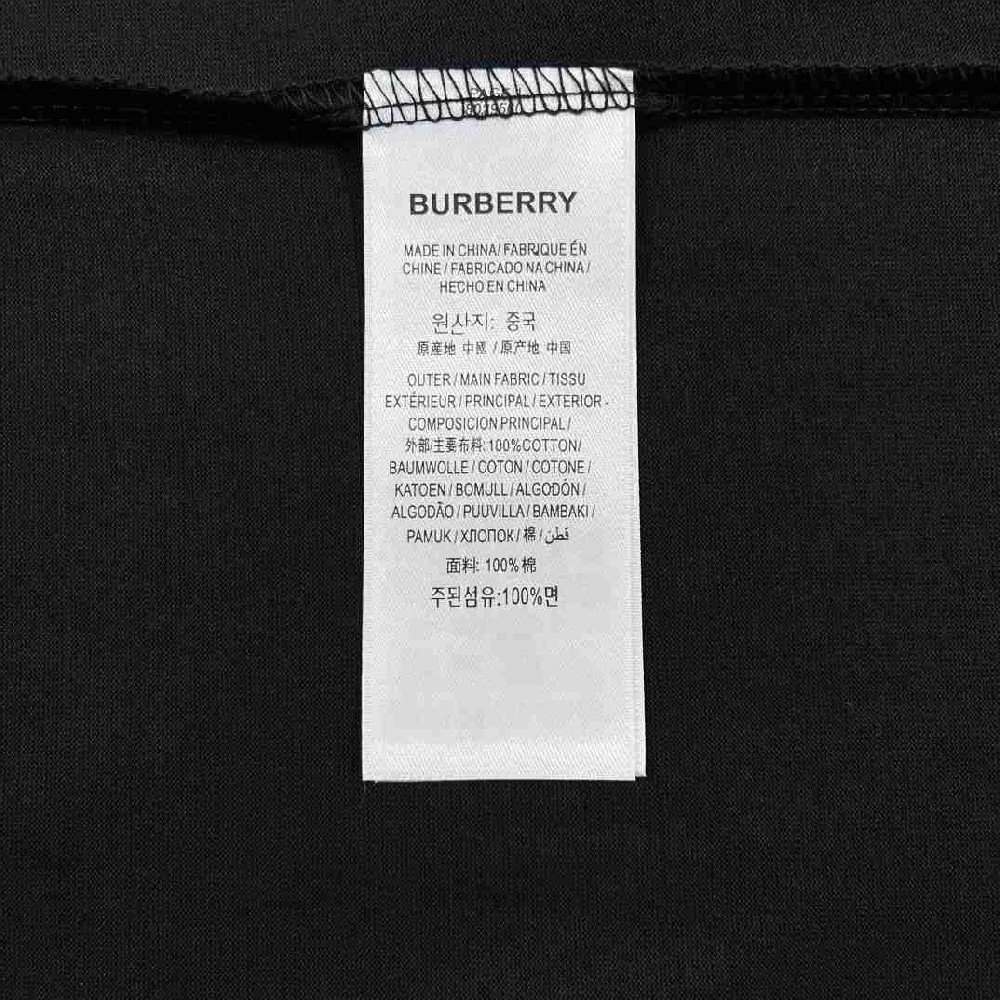 BURBERRY
MADE IN CHINA/FABRIQUE ÉN
CHINE/FABRICADO NA CHINA/
HECHO EN CHINA
원산지: 중국
原産地 中國 /原产地 中国
OUTER/MAIN FABRIC/TISSU
EXTÉRIEUR/PRINCIPAL/EXTERIOR-
COMPOSICION PRINCIPAL/
外部/主要布料:100%COTTON/
BAUMWOLLE/COTON/COTONE/
KATOEN/BOMULL/ALGODÓN/
ALGODÃO/PUUVILLA/BAMBAKI/
PAMUK/ХЛОПОК/棉/قطن
面料: 100%棉
주된섬유:100%면